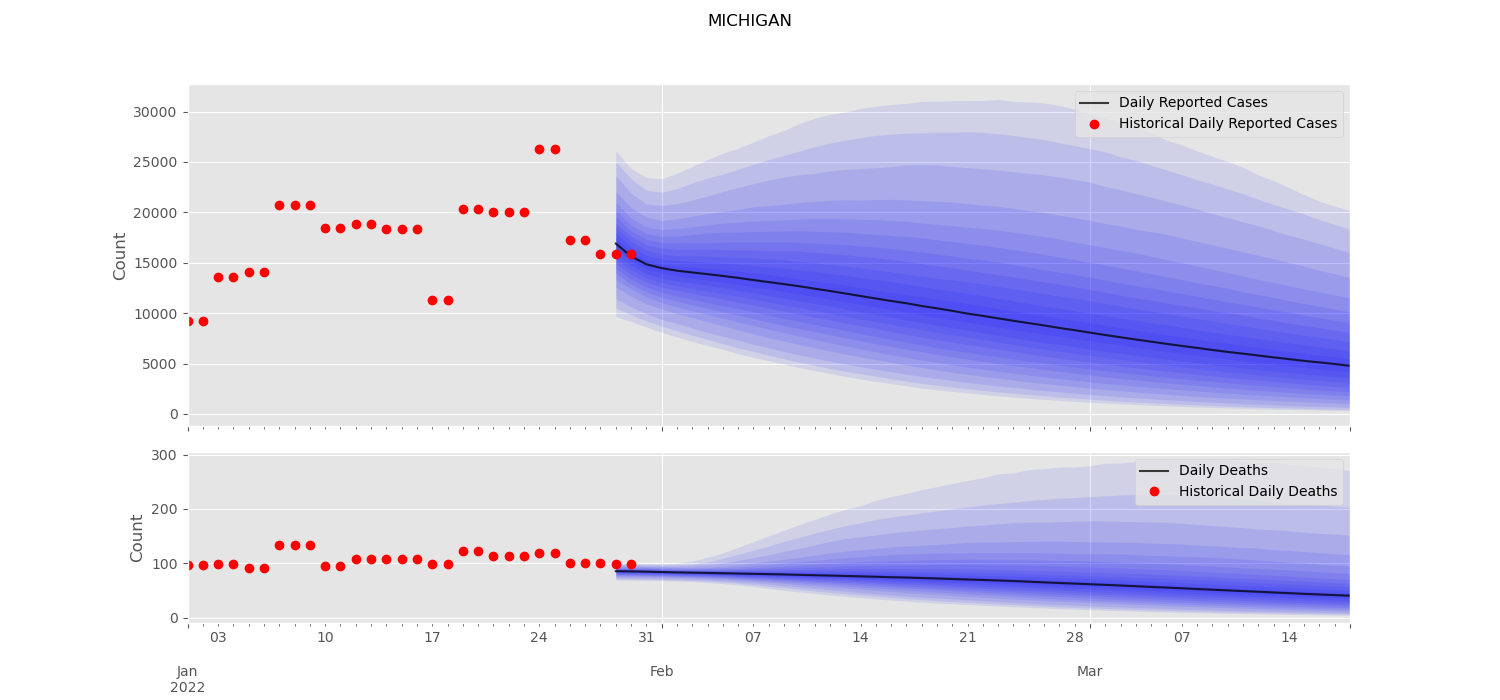 MICHIGAN
30000
25000
20000
15000
10000
5000
0
Count
Daily Reported Cases
Historical Daily Reported Cases
300
200
100
0
Count
Daily Deaths
Historical Daily Deaths
03 10 17 24 31 07 14 21 28 07 14
Jan Feb Mar
2022